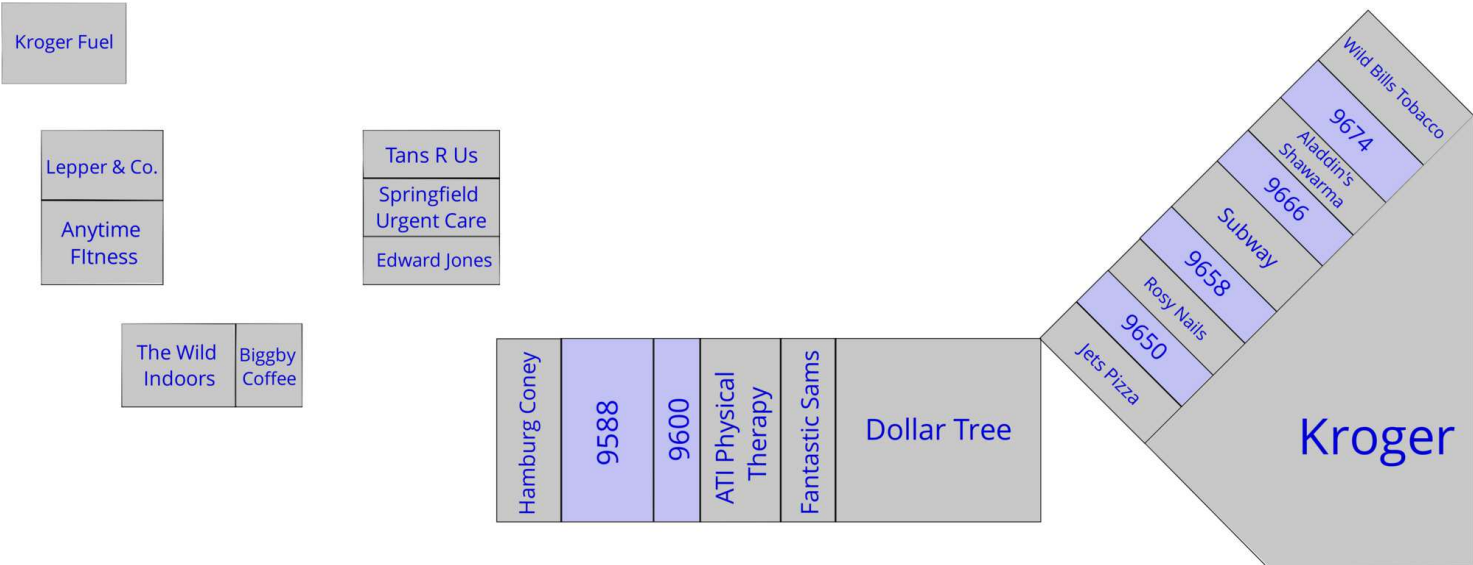 Kroger Fuel
Lepper & Co.
Anytime
FItness
Tans R Us
Springfield
Urgent Care
Edward Jones
The Wild
Indoors
Biggby
Coffee
Hamburg Coney
9588
9600
ATI Physical
Therapy
Fantastic Sams
Dollar Tree
Jets Pizza
9650
Rosy Nails
9658
Subway
9666
Aladdin's
Shawarma
9674
Wild Bills Tobacco
Kroger